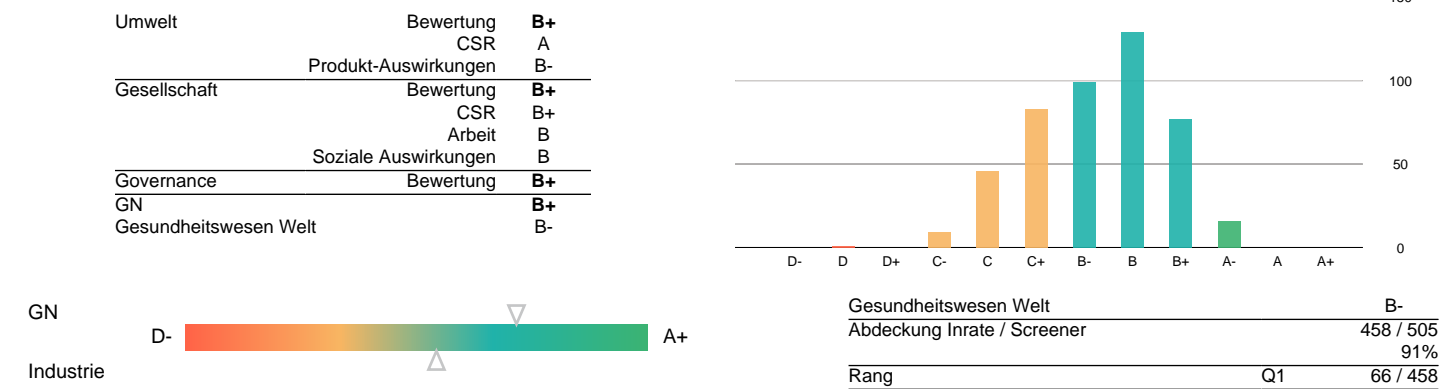 Umwelt Bewertung B+
CSR A
Produkt-Auswirkungen B-
Gesellschaft Bewertung B+
CSR B+
Arbeit B
Soziale Auswirkungen B
Governance Bewertung B+
GN B+
Gesundheitswesen Welt B-
100
50
0
D- D D+ C- C C+ B- B B+ A- A A+
GN
D- A+
Industrie
Gesundheitswesen Welt B-
Abdeckung Inrate / Screener 458 / 505
91%
Rang Q1 66 / 458